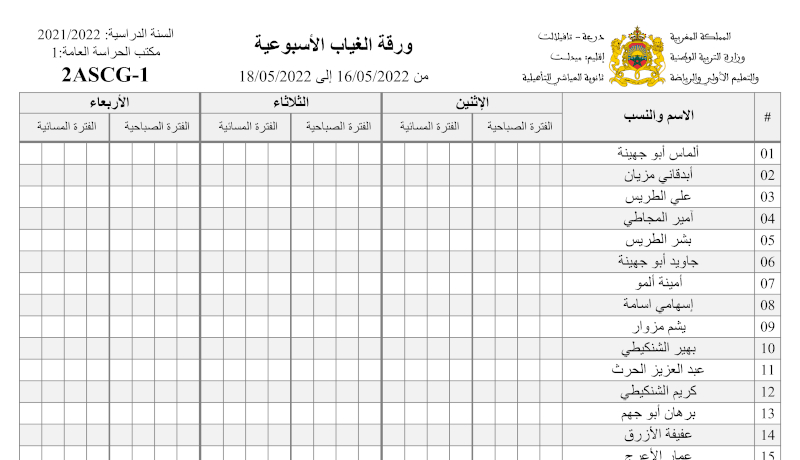 المملكة المغربية
وزارة التربية الوطنية
والتعليم الأولي والرياضة
درعة - تافيلالت
إقليم: ميدلت
ثانوية العياشي التأهيلية
ورقة الغياب الأسبوعية
من 16/05/2022 إلى 18/05/2022
السنة الدراسية: 2021/2022
مكتب الحراسة العامة:1
2ASCG-1
# الاسم والنسب الإثنين الثلاثاء الأربعاء
الفترة الصباحية الفترة المسائية الفترة الصباحية الفترة المسائية الفترة الصباحية الفترة المسائية
01 ألماس أبو جهينة
02 أبدقاني مزيان
03 علي الطريس
04 أمير المجاطي
05 بشر الطريس
06 جاويد أبو جهينة
07 أمينة ألمو
08 إسهامي اسامة
09 يشم مزوار
10 بهير الشنكيطي
11 عبد العزيز الحرث
12 كريم الشنكيطي
13 برهان أبو جهم
14 عفيفة الأزرق
15 عمار الأعرج